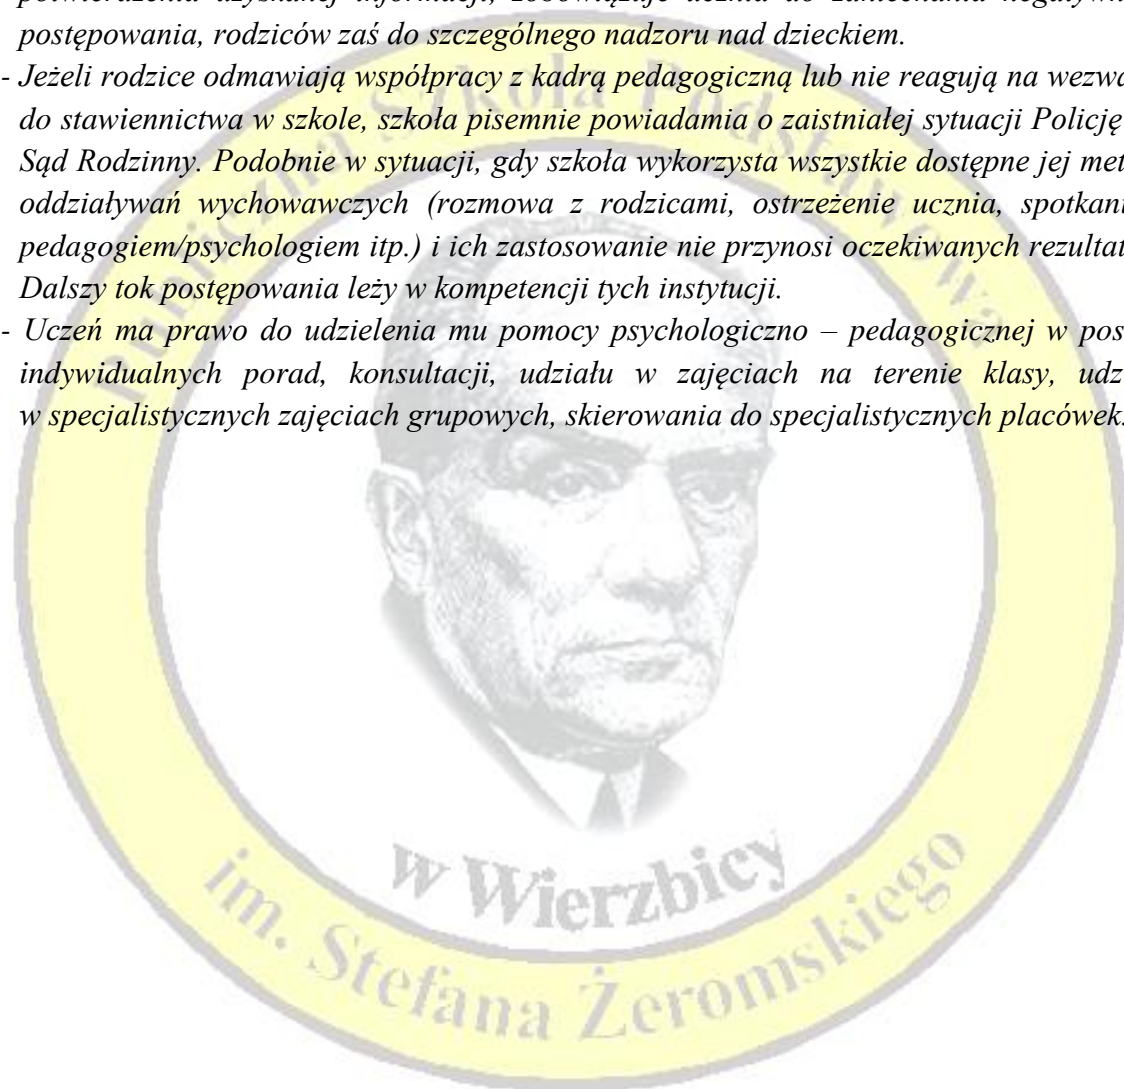 postępowania, rodziców zaś do szczególnego nadzoru nad dzieckiem.
- Jeżeli rodzice odmawiają współpracy z kadrą pedagogiczną lub nie reagują na wezwa
do stawiennictwa w szkole, szkoła pisemnie powiadamia o zaistniałej sytuacji Policję
Sąd Rodzinny. Podobnie w sytuacji, gdy szkoła wykorzysta wszystkie dostępne jej met
oddziaływań wychowawczych (rozmowa z rodzicami, ostrzeżenie ucznia, spotkani
pedagogiem/psychologiem itp.) i ich zastosowanie nie przynosi oczekiwanych rezultat
Dalszy tok postępowania leży w kompetencji tych instytucji.
- Uczeń ma prawo do udzielenia mu pomocy psychologiczno – pedagogicznej w pos
indywidualnych porad, konsultacji, udziału w zajęciach na terenie klasy, udz
w specjalistycznych zajęciach grupowych, skierowania do specjalistycznych placówek.
Publiczna Szkoła Podstawowa
w Wierzbicy
im. Stefana Żeromskiego